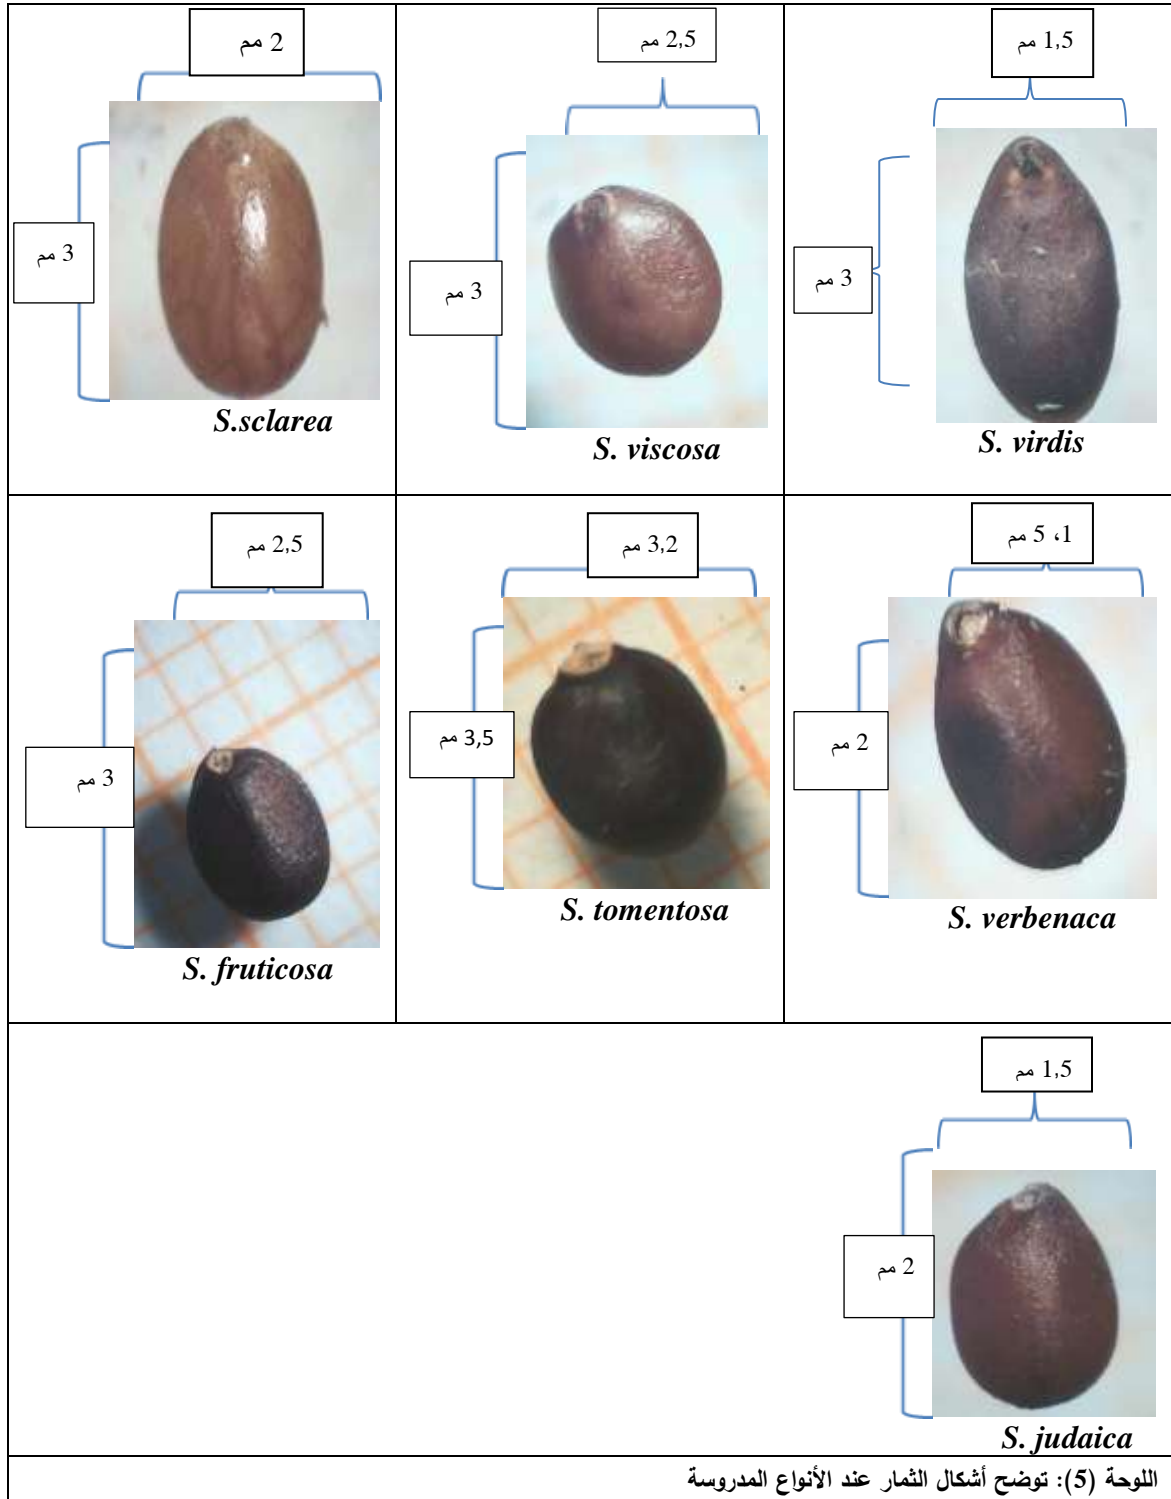 2 مم
3 مم
S.sclarea
2,5 مم
3 مم
S. viscosa
1,5 مم
3 مم
S. virdis
2,5 مم
3 مم
S. fruticosa
3,2 مم
3,5 مم
S. tomentosa
1، 5 مم
2 مم
S. verbenaca
1,5 مم
2 مم
S. judaica
اللوحة (5): توضح أشكال الثمار عند الأنواع المدروسة